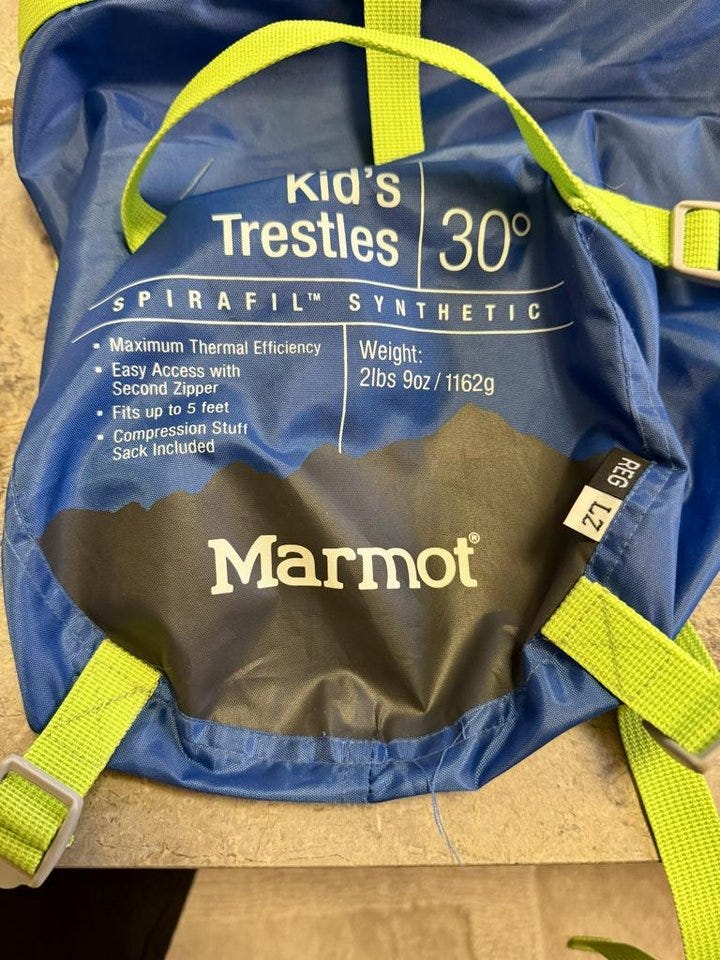 Kid's
Trestles
30°
SPIRAFIL™ SYNTHETIC
▪ Maximum Thermal Efficiency
▪ Easy Access with
Second Zipper
▪ Fits up to 5 feet
▪ Compression Stuff
Sack Included
Weight:
2lbs 9oz / 1162g
REG
LZ
Marmot®